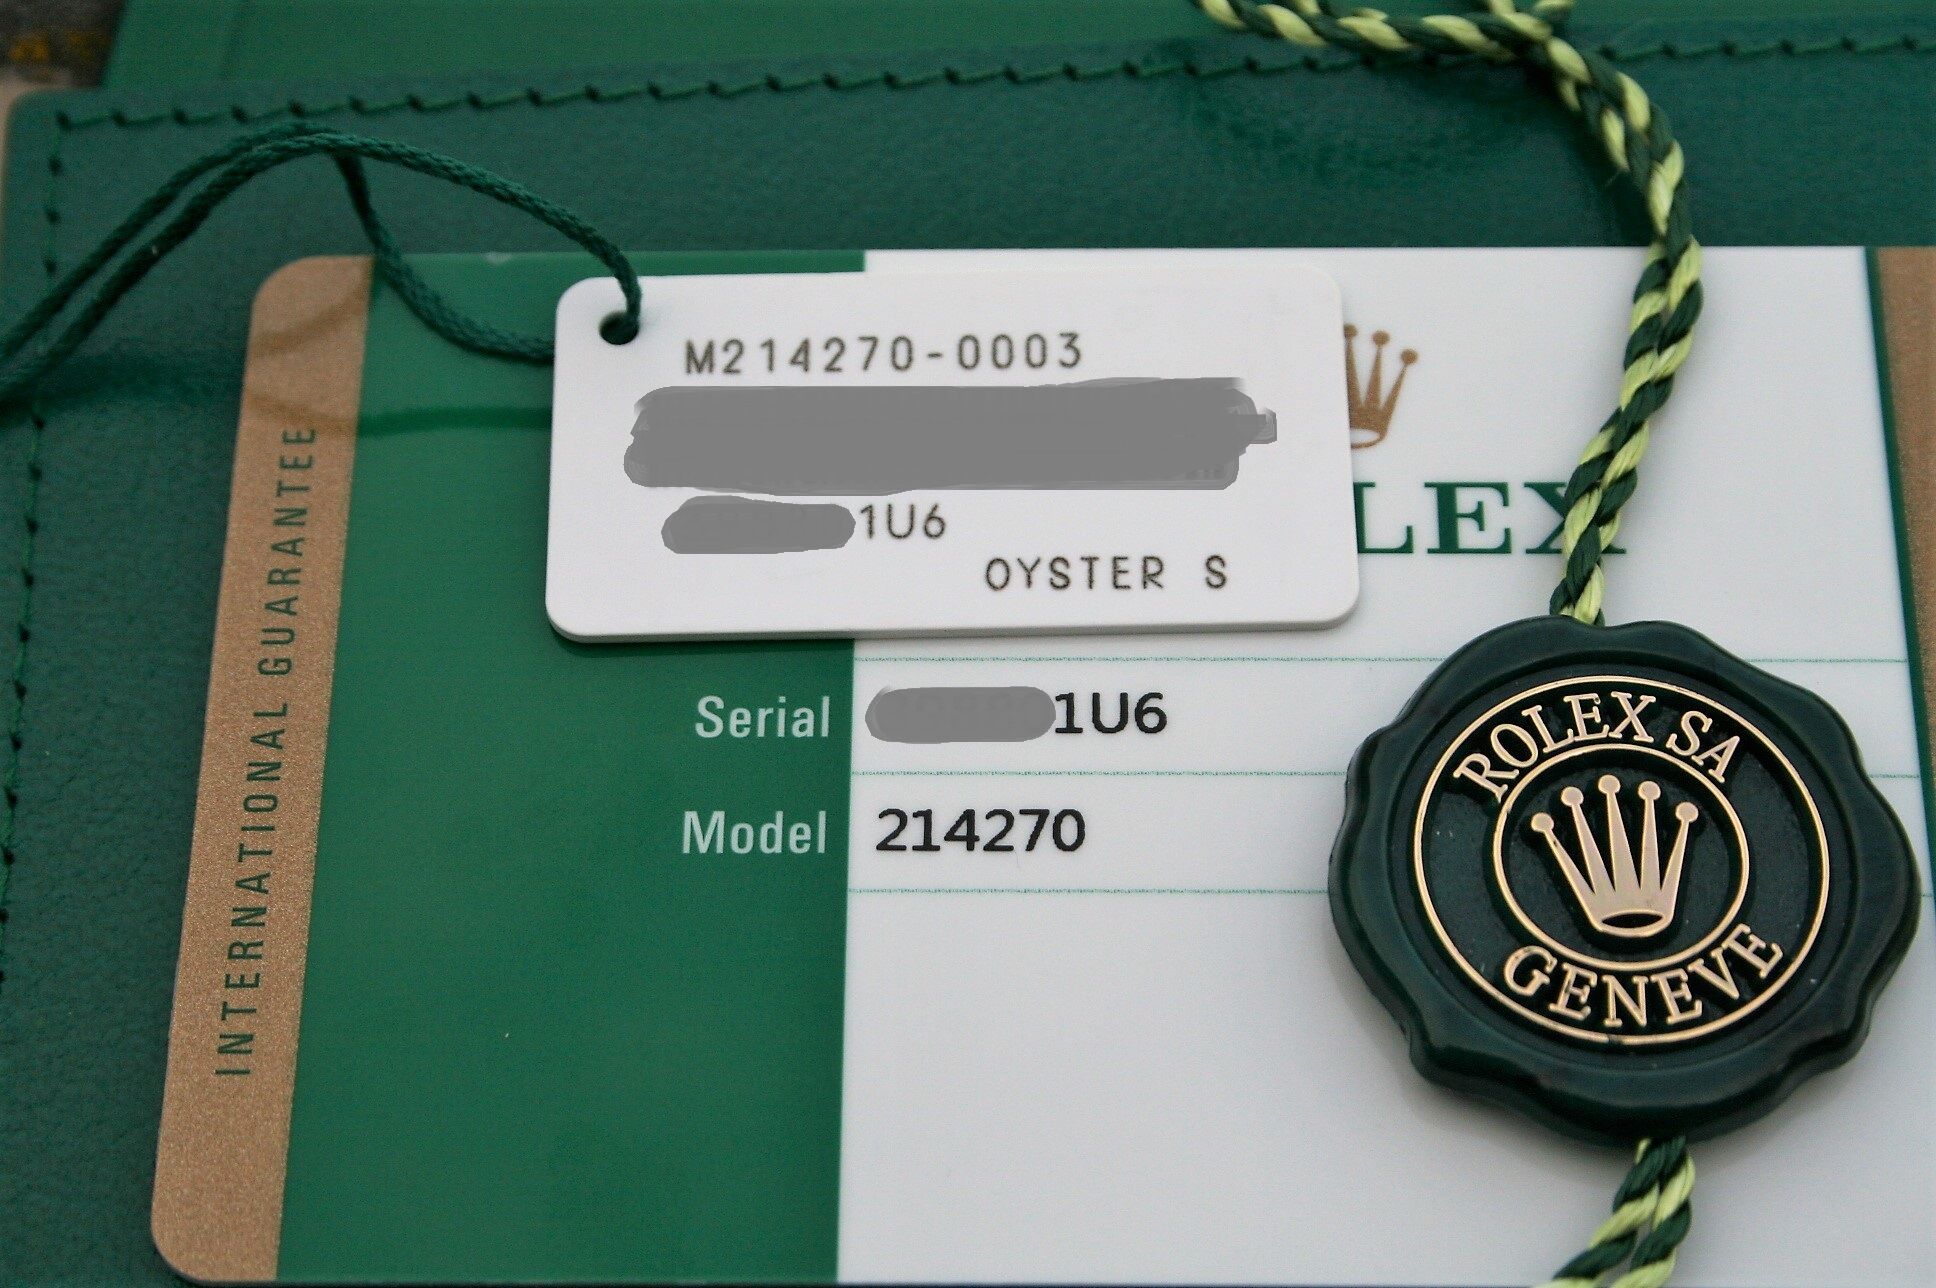 M214270-0003
1U6
OYSTER S
LEX
INTERNATIONAL GUARANTEE
Serial 1U6
Model 214270
ROLEX SA
GENEVE